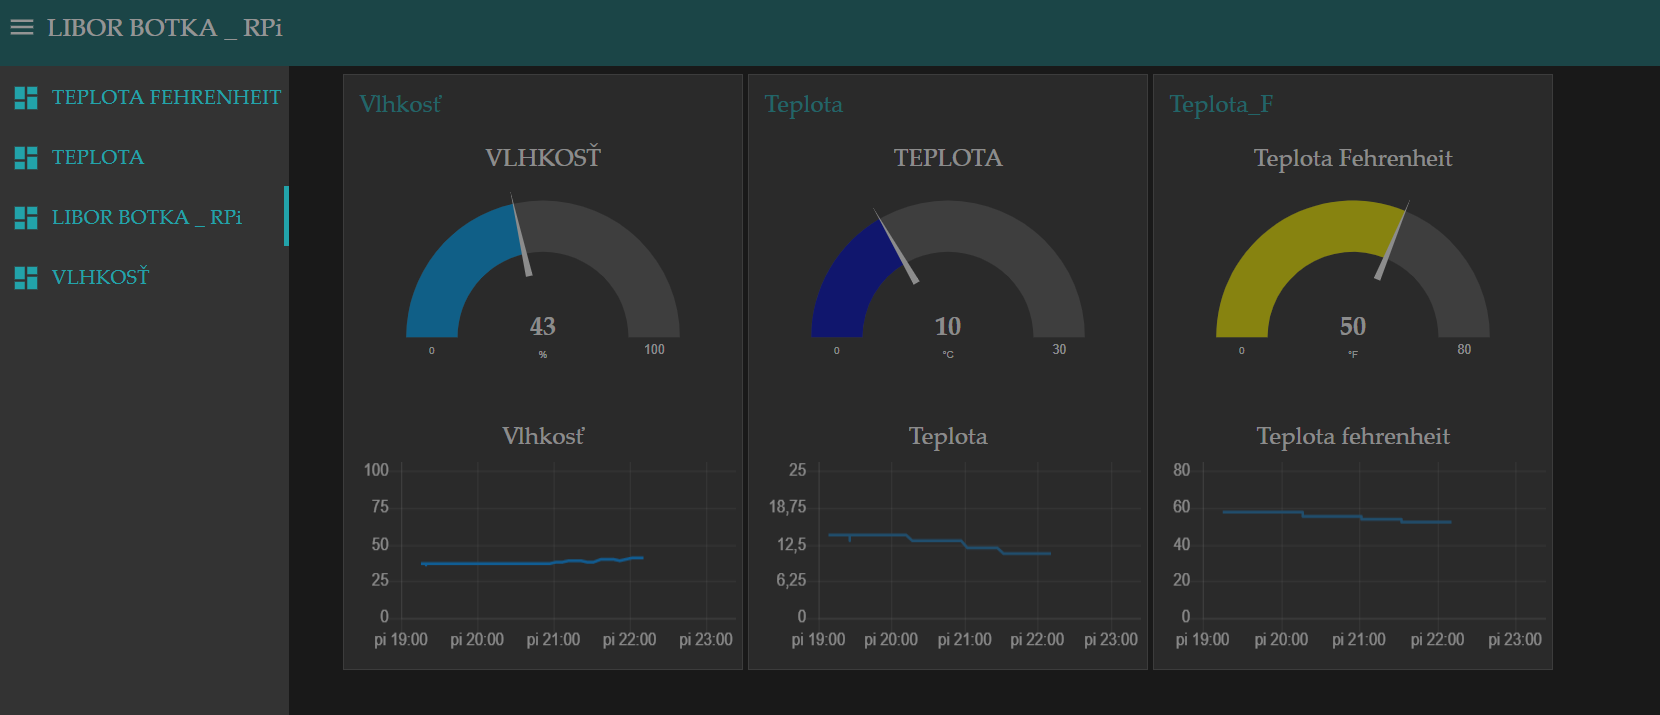 LIBOR BOTKA _ RPi
TEPLOTA FEHRENHEIT
TEPLOTA
LIBOR BOTKA _ RPi
VLHKOSŤ
Vlhkosť
VLHKOSŤ
43
0
%
100
Vlhkosť
100
75
50
25
0
pi 19:00 pi 20:00 pi 21:00 pi 22:00 pi 23:00
Teplota
TEPLOTA
10
0
°C
30
Teplota
25
18,75
12,5
6,25
0
pi 19:00 pi 20:00 pi 21:00 pi 22:00 pi 23:00
Teplota_F
Teplota Fehrenheit
50
0
°F
80
Teplota fehrenheit
80
60
40
20
0
pi 19:00 pi 20:00 pi 21:00 pi 22:00 pi 23:00